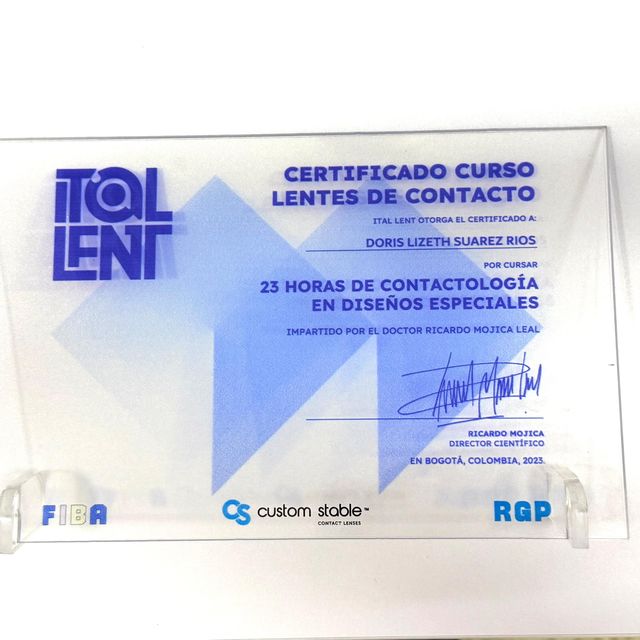 ITAL
LENT
CERTIFICADO CURSO
LENTES DE CONTACTO
ITAL LENT OTORGA EL CERTIFICADO A:
DORIS LIZETH SUAREZ RIOS
POR CURSAR
23 HORAS DE CONTACTOLOGÍA
EN DISEÑOS ESPECIALES
IMPARTIDO POR EL DOCTOR RICARDO MOJICA LEAL
RICARDO MOJICA
DIRECTOR CIENTÍFICO
EN BOGOTÁ, COLOMBIA, 2023.
FIBA
CS custom stable™
CONTACT LENSES
RGP